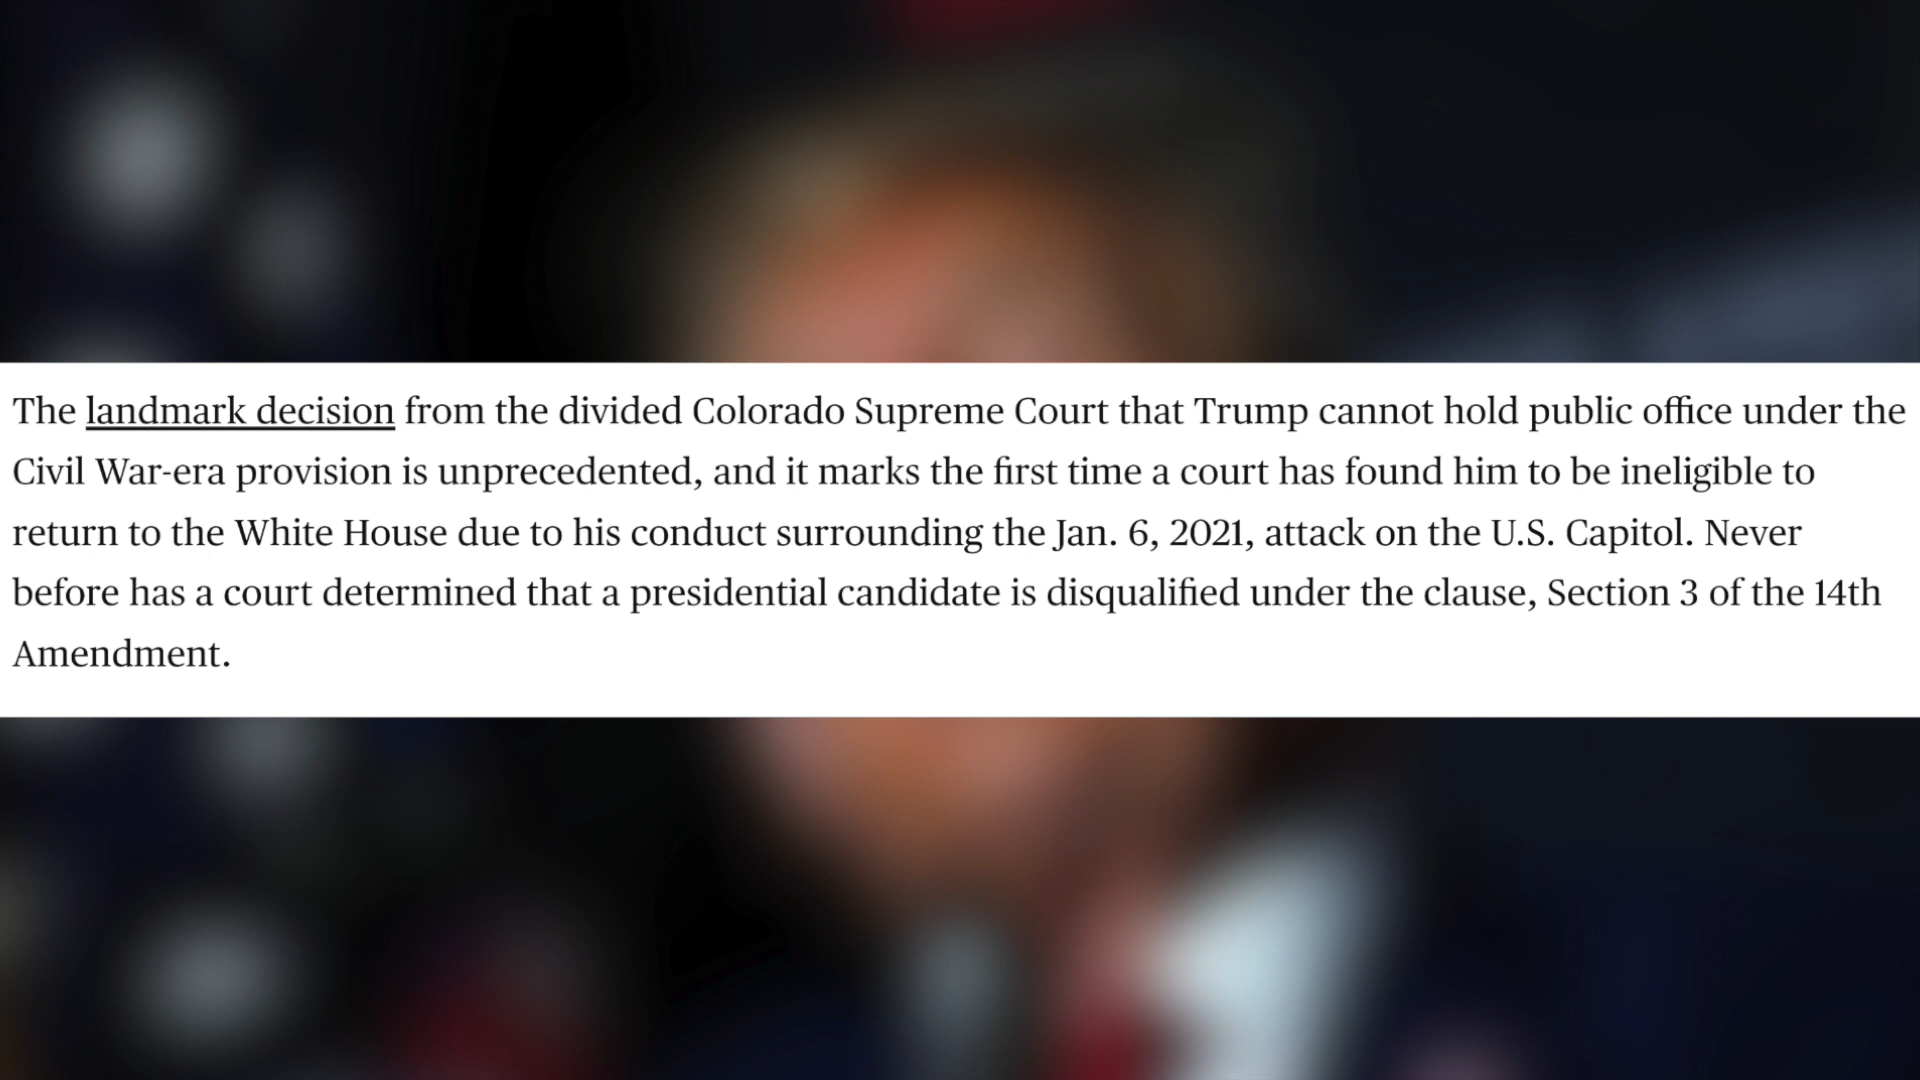 The landmark decision from the divided Colorado Supreme Court that Trump cannot hold public office under the
Civil War-era provision is unprecedented, and it marks the first time a court has found him to be ineligible to
return to the White House due to his conduct surrounding the Jan. 6, 2021, attack on the U.S. Capitol. Never
before has a court determined that a presidential candidate is disqualified under the clause, Section 3 of the 14th
Amendment.